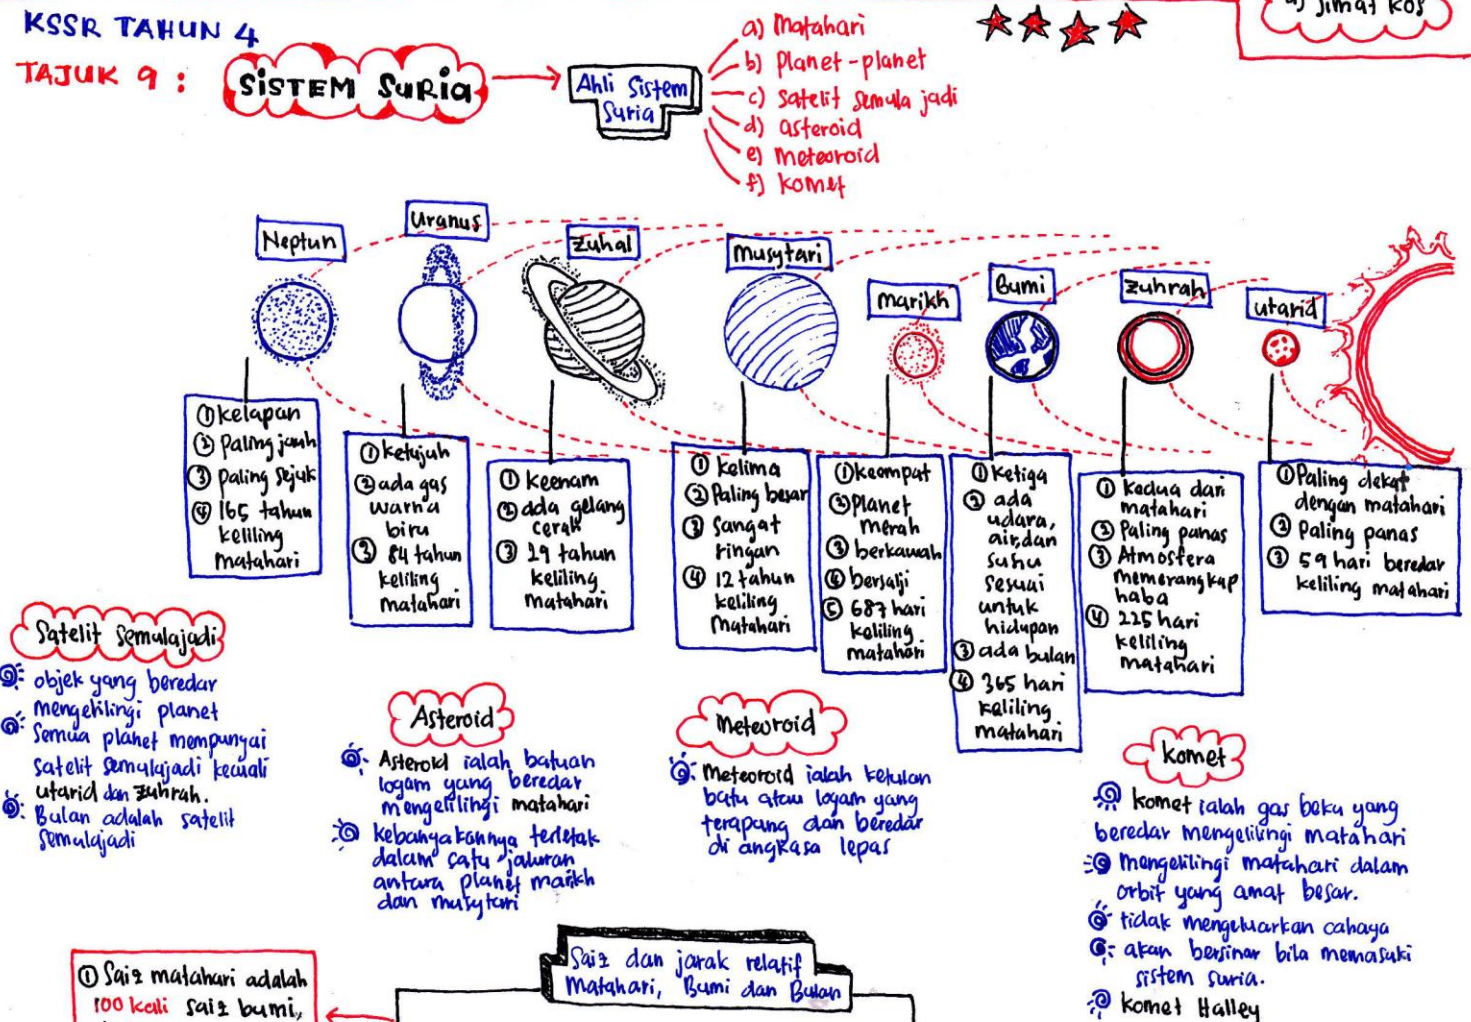 KSSR TAHUN 4
TAJUK 9 :
SISTEM SURIA
Ahli Sistem
Suria
a) Matahari
b) Planet-planet
c) Satelit semula jadi
d) asteroid
e) Meteoroid
f) Komet
a) Jimat kos
Neptun
Uranus
Zuhal
Musytari
Marikh
Bumi
Zuhrah
Utarid
① Kelapan
② Paling jauh
③ Paling sejuk
④ 165 tahun
keliling
matahari
① Ketujuh
② ada gas
warna
biru
③ 84 tahun
keliling
matahari
① Keenam
② ada gelang
cerah
③ 29 tahun
keliling
matahari
① Kelima
② Paling besar
③ Sangat
ringan
④ 12 tahun
keliling
Matahari
① Keempat
② Planet
merah
③ berkawah
④ bersalji
⑤ 687 hari
keliling
matahari
① Ketiga
② ada
udara,
air,dan
suhu
sesuai
untuk
hidupan
③ ada bulan
④ 365 hari
keliling
matahari
① Kedua dari
matahari
② Paling panas
③ Atmosfera
memerangkap
haba
④ 225 hari
keliling
matahari
① Paling dekat
dengan matahari
② Paling panas
③ 59 hari beredar
keliling matahari
Satelit Semulajadi
objek yang beredar
mengelilingi planet
Semua planet mempunyai
satelit semulajadi kecuali
utarid dan zuhrah.
Bulan adalah satelit
semulajadi
Asteroid
Asteroid ialah batuan
logam yang beredar
mengelilingi matahari
kebanyakannya terletak
dalam satu jaluran
antara planet marikh
dan musytari
Meteoroid
Meteoroid ialah ketulan
batu atau logam yang
terapung dan beredar
di angkasa lepas
Komet
Komet ialah gas beku yang
beredar mengelilingi matahari
Mengelilingi matahari dalam
orbit yang amat besar.
tidak mengeluarkan cahaya
akan bersinar bila memasuki
sistem suria.
Komet Halley
Saiz dan jarak relatif
Matahari, Bumi dan Bulan
① Saiz matahari adalah
100 kali saiz bumi,